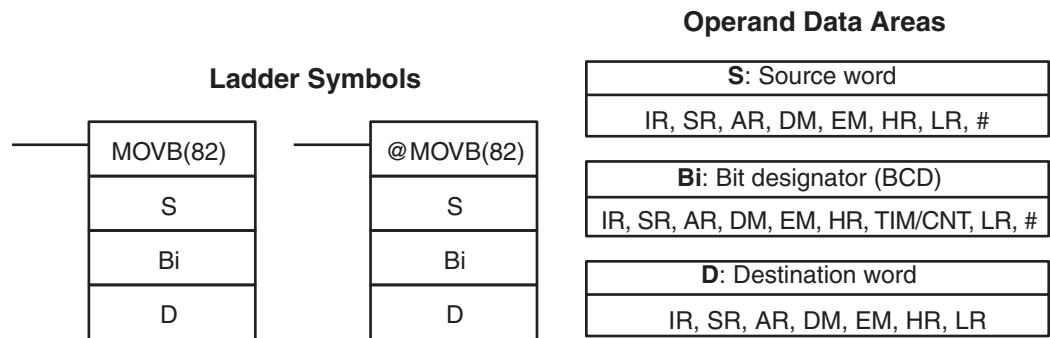 Ladder Symbols
MOVB(82)
S
Bi
D
@MOVB(82)
S
Bi
D
Operand Data Areas
S: Source word
IR, SR, AR, DM, EM, HR, LR, #
Bi: Bit designator (BCD)
IR, SR, AR, DM, EM, HR, TIM/CNT, LR, #
D: Destination word
IR, SR, AR, DM, EM, HR, LR